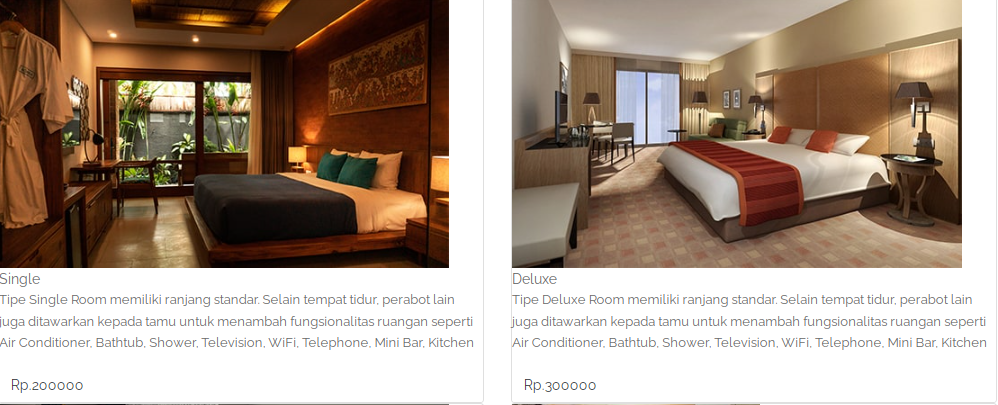 Single
Tipe Single Room memiliki ranjang standar. Selain tempat tidur, perabot lain
juga ditawarkan kepada tamu untuk menambah fungsionalitas ruangan seperti
Air Conditioner, Bathtub, Shower, Television, WiFi, Telephone, Mini Bar, Kitchen
Rp.200000
Deluxe
Tipe Deluxe Room memiliki ranjang standar. Selain tempat tidur, perabot lain
juga ditawarkan kepada tamu untuk menambah fungsionalitas ruangan seperti
Air Conditioner, Bathtub, Shower, Television, WiFi, Telephone, Mini Bar, Kitchen
Rp.300000